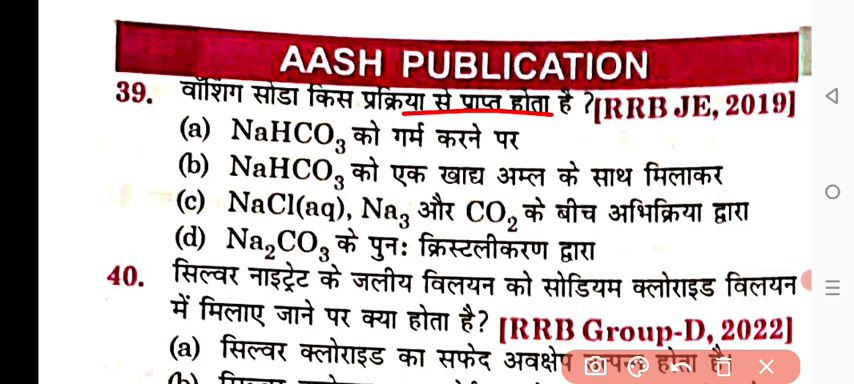 AASH PUBLICATION
39. वॉशिंग सोडा किस प्रक्रिया से प्राप्त होता है ?[RRB JE, 2019]
(a) NaHCO₃ को गर्म करने पर
(b) NaHCO₃ को एक खाद्य अम्ल के साथ मिलाकर
(c) NaCl(aq), Na₃ और CO₂ के बीच अभिक्रिया द्वारा
(d) Na₂CO₃ के पुनः क्रिस्टलीकरण द्वारा
40. सिल्वर नाइट्रेट के जलीय विलयन को सोडियम क्लोराइड विलयन
में मिलाए जाने पर क्या होता है? [RRB Group-D, 2022]
(a) सिल्वर क्लोराइड का सफेद अवक्षेप उत्पन्न होता है।